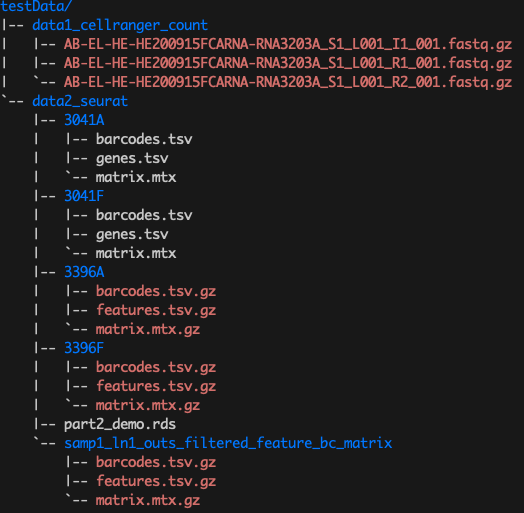 testData/
|-- data1_cellranger_count
|   |-- AB-EL-HE-HE200915FCARNA-RNA3203A_S1_L001_I1_001.fastq.gz
|   |-- AB-EL-HE-HE200915FCARNA-RNA3203A_S1_L001_R1_001.fastq.gz
|   `-- AB-EL-HE-HE200915FCARNA-RNA3203A_S1_L001_R2_001.fastq.gz
`-- data2_seurat
    |-- 3041A
    |   |-- barcodes.tsv
    |   |-- genes.tsv
    |   `-- matrix.mtx
    |-- 3041F
    |   |-- barcodes.tsv
    |   |-- genes.tsv
    |   `-- matrix.mtx
    |-- 3396A
    |   |-- barcodes.tsv.gz
    |   |-- features.tsv.gz
    |   `-- matrix.mtx.gz
    |-- 3396F
    |   |-- barcodes.tsv.gz
    |   |-- features.tsv.gz
    |   `-- matrix.mtx.gz
    |-- part2_demo.rds
    `-- samp1_ln1_outs_filtered_feature_bc_matrix
        |-- barcodes.tsv.gz
        |-- features.tsv.gz
        `-- matrix.mtx.gz